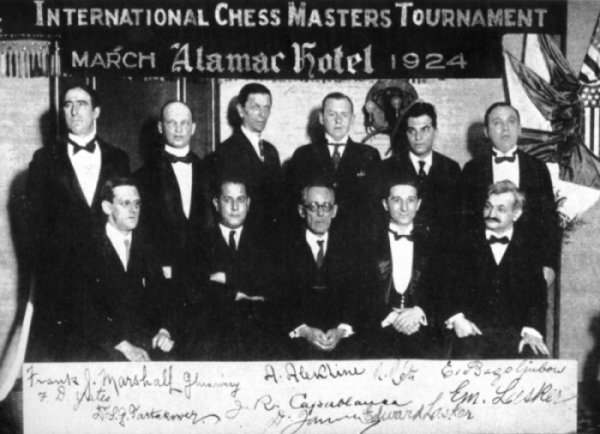 INTERNATIONAL CHESS MASTERS TOURNAMENT
MARCH Alamac Hotel 1924
Frank J. Marshall A. Alekhine R. Réti E. Bogoljubow
F D Yates J. R. Capablanca Em. Lasker
Dr. S. G. Tartakower D. Edward Lasker